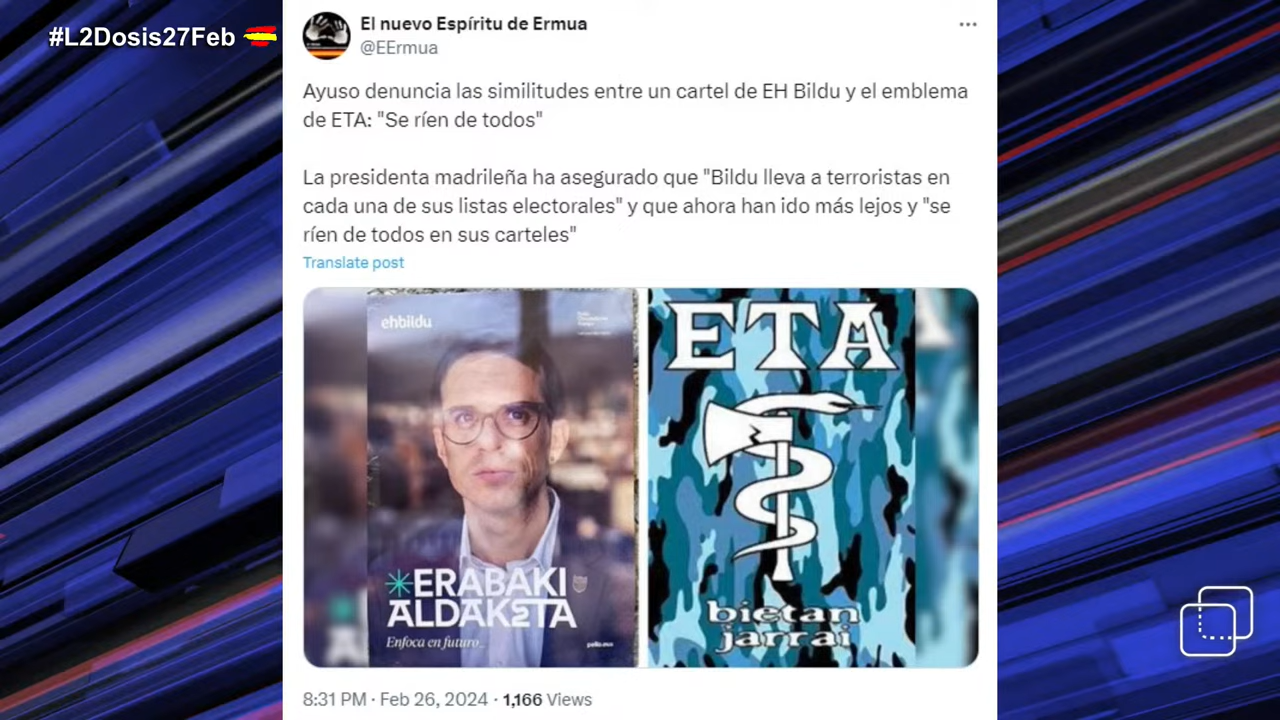 #L2Dosis27Feb
El nuevo Espíritu de Ermua
@EErmua
Ayuso denuncia las similitudes entre un cartel de EH Bildu y el emblema
de ETA: "Se ríen de todos"
La presidenta madrileña ha asegurado que "Bildu lleva a terroristas en
cada una de sus listas electorales" y que ahora han ido más lejos y "se
ríen de todos en sus carteles"
Translate post
ehbildu
ERABAKI
ALDAKETA
Enfoca en futuro...
pello.eus
ETA
bietan
jarrai
8:31 PM · Feb 26, 2024 · 1,166 Views